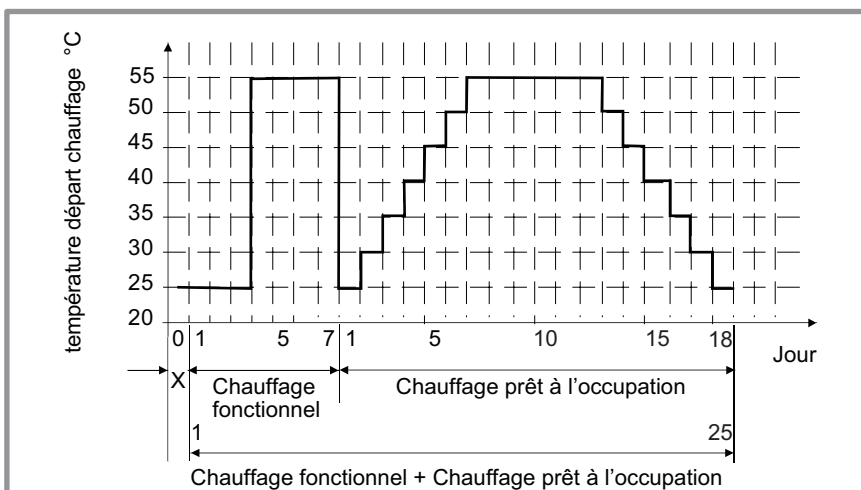 température départ chauffage °C
55
50
45
40
35
30
25
20
0 1 5 7 1 5 10 15 18
Jour
X
Chauffage fonctionnel
Chauffage prêt à l'occupation
1 25
Chauffage fonctionnel + Chauffage prêt à l'occupation